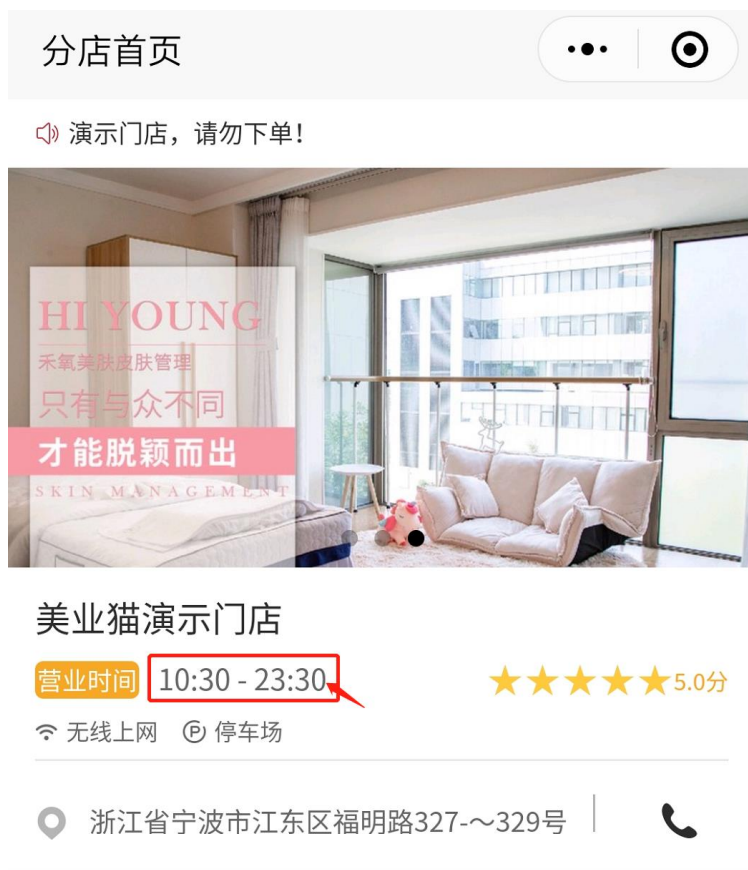 分店首页
演示门店，请勿下单！
HI YOUNG
禾氧美肤皮肤管理
只有与众不同
才能脱颖而出
SKIN MANAGEMENT
美业猫演示门店
营业时间 10:30 - 23:30 5.0分
无线上网 P 停车场
浙江省宁波市江东区福明路327-～329号